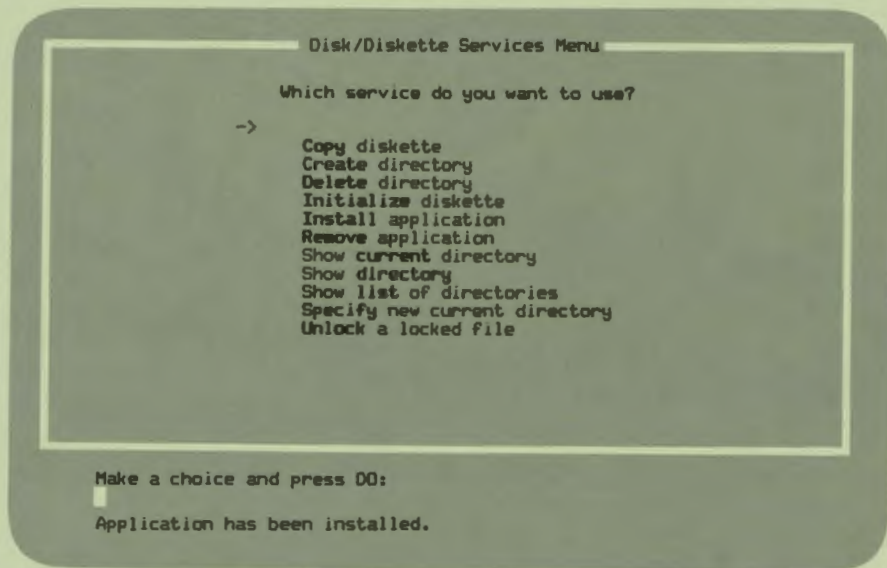 Disk/Diskette Services Menu
Which service do you want to use?
->
Copy diskette
Create directory
Delete directory
Initialize diskette
Install application
Remove application
Show current directory
Show directory
Show list of directories
Specify new current directory
Unlock a locked file
Make a choice and press DO:
Application has been installed.